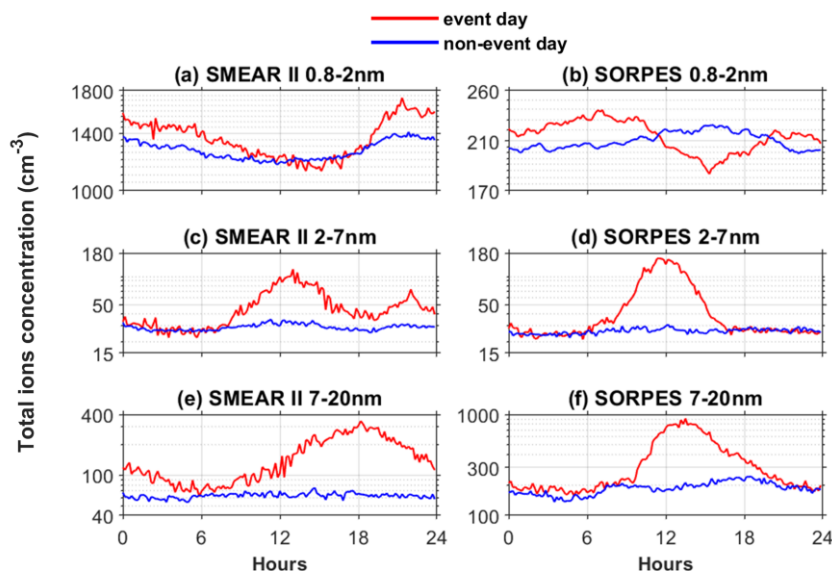 event day
non-event day
(a) SMEAR II 0.8-2nm
(b) SORPES 0.8-2nm
1800
1400
1000
260
210
170
(c) SMEAR II 2-7nm
(d) SORPES 2-7nm
180
50
15
180
50
15
(e) SMEAR II 7-20nm
(f) SORPES 7-20nm
400
100
40
1000
300
100
0 6 12 18 24
0 6 12 18 24
Hours
Hours
Total ions concentration (cm⁻³)